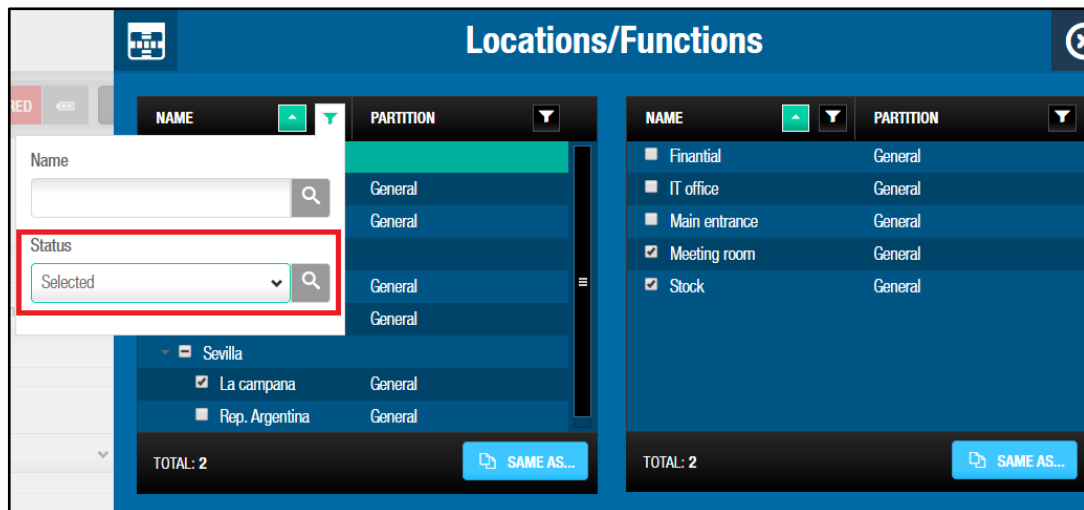 Locations/Functions
RED
NAME PARTITION
Name
Status
Selected
General
General
General
General
Sevilla
La campana General
Rep. Argentina General
TOTAL: 2 SAME AS...
NAME PARTITION
Finantial General
IT office General
Main entrance General
Meeting room General
Stock General
TOTAL: 2 SAME AS...